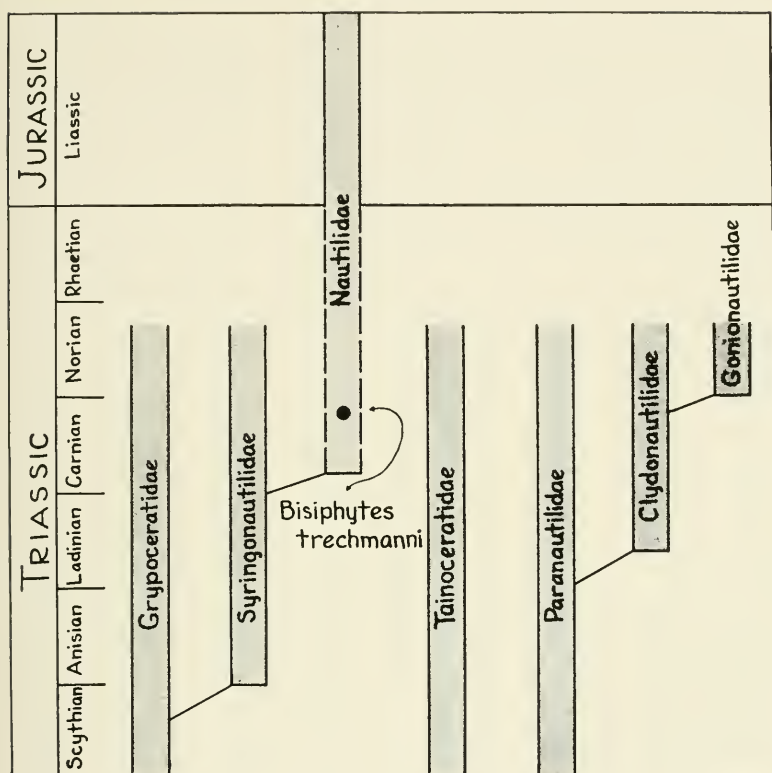 JURASSIC
Liassic
TRIASSIC
Rhaetian
Norian
Carnian
Ladinian
Anisian
Scythian
Grypoceratidae
Syringonautilidae
Nautilidae
Bisiphytes
trechmanni
Tainoceratidae
Paranautilidae
Clydonautilidae
Gonionautilidae